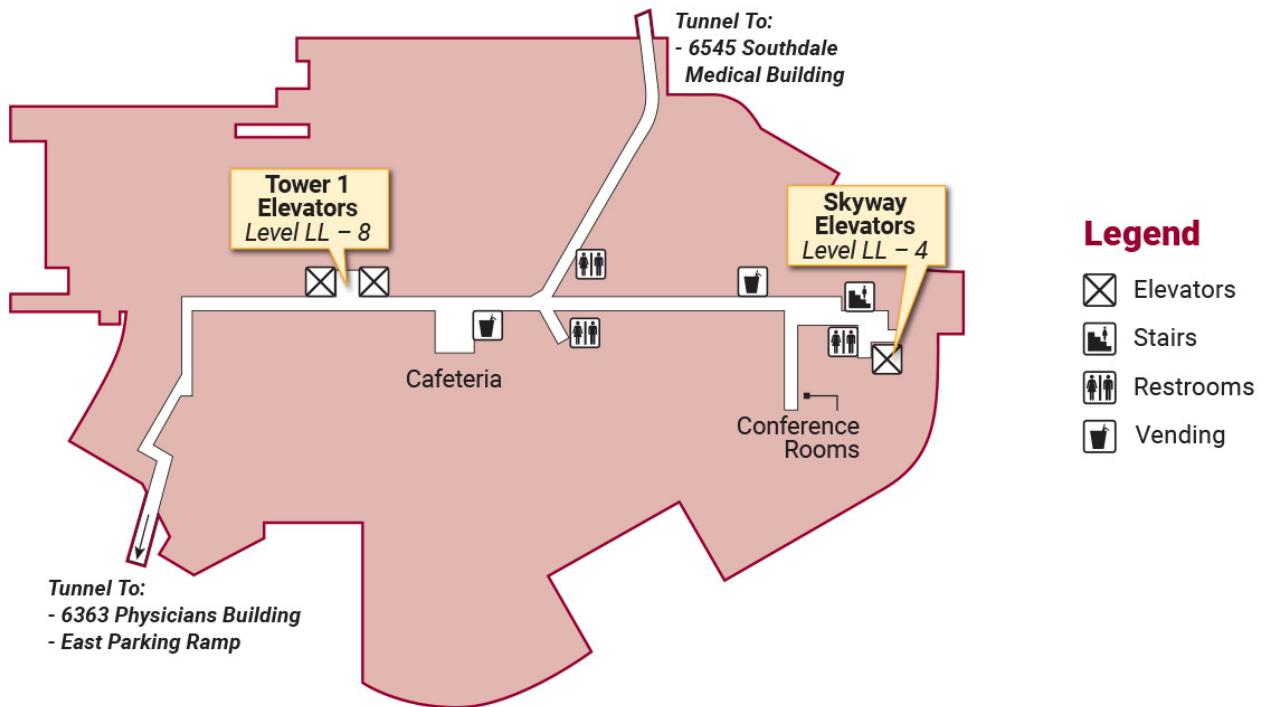 Tunnel To:
- 6545 Southdale
Medical Building
Tower 1
Elevators
Level LL – 8
Skyway
Elevators
Level LL – 4
Cafeteria
Conference
Rooms
Tunnel To:
- 6363 Physicians Building
- East Parking Ramp
Legend
Elevators
Stairs
Restrooms
Vending